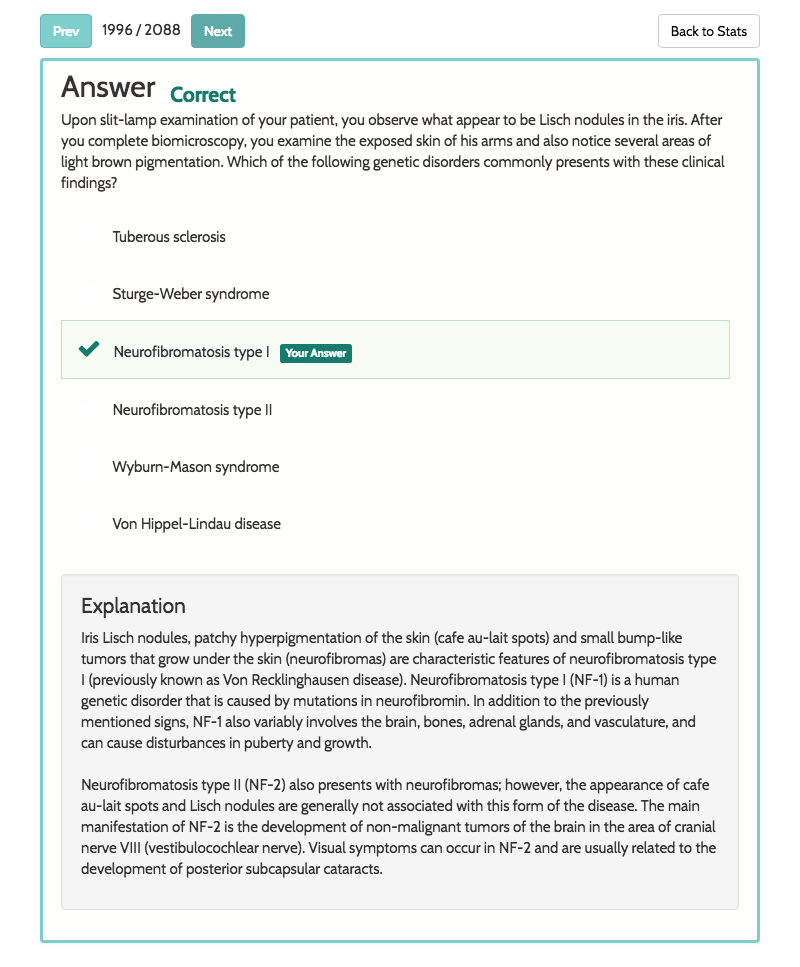 Prev 1996 / 2088 Next Back to Stats
Answer Correct
Upon slit-lamp examination of your patient, you observe what appear to be Lisch nodules in the iris. After
you complete biomicroscopy, you examine the exposed skin of his arms and also notice several areas of
light brown pigmentation. Which of the following genetic disorders commonly presents with these clinical
findings?
Tuberous sclerosis
Sturge-Weber syndrome
Neurofibromatosis type I Your Answer
Neurofibromatosis type II
Wyburn-Mason syndrome
Von Hippel-Lindau disease
Explanation
Iris Lisch nodules, patchy hyperpigmentation of the skin (cafe au-lait spots) and small bump-like
tumors that grow under the skin (neurofibromas) are characteristic features of neurofibromatosis type
I (previously known as Von Recklinghausen disease). Neurofibromatosis type I (NF-1) is a human
genetic disorder that is caused by mutations in neurofibromin. In addition to the previously
mentioned signs, NF-1 also variably involves the brain, bones, adrenal glands, and vasculature, and
can cause disturbances in puberty and growth.
Neurofibromatosis type II (NF-2) also presents with neurofibromas; however, the appearance of cafe
au-lait spots and Lisch nodules are generally not associated with this form of the disease. The main
manifestation of NF-2 is the development of non-malignant tumors of the brain in the area of cranial
nerve VIII (vestibulocochlear nerve). Visual symptoms can occur in NF-2 and are usually related to the
development of posterior subcapsular cataracts.